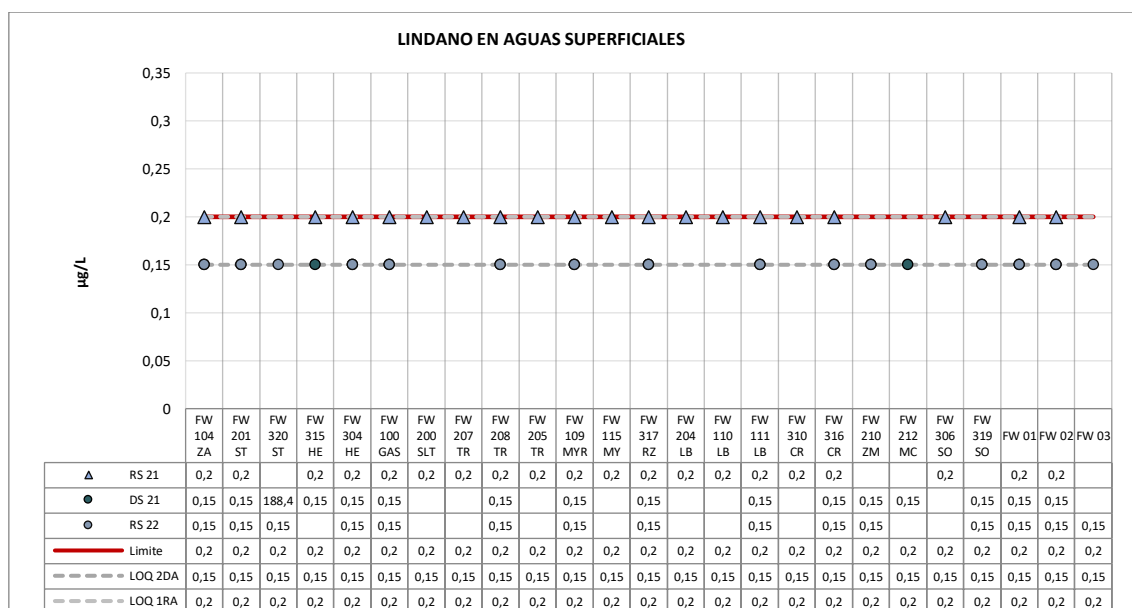 LINDANO EN AGUAS SUPERFICIALES
0,35
0,3
0,25
0,2
0,15
0,1
0,05
0
µg/L
FW FW FW FW FW FW FW FW FW FW FW FW FW FW FW FW FW FW FW FW FW FW
104 201 320 315 304 100 200 207 208 205 109 115 317 204 110 111 310 316 210 212 306 319 FW 01 FW 02 FW 03
ZA ST ST HE HE GAS SLT TR TR TR MYR MY RZ LB LB LB CR CR ZM MC SO SO
RS 21 0,2 0,2 0,2 0,2 0,2 0,2 0,2 0,2 0,2 0,2 0,2 0,2 0,2 0,2 0,2 0,2 0,2 0,2 0,2 0,2
DS 21 0,15 0,15 188,4 0,15 0,15 0,15 0,15 0,15 0,15 0,15 0,15 0,15 0,15 0,15 0,15 0,15
RS 22 0,15 0,15 0,15 0,15 0,15 0,15 0,15 0,15 0,15 0,15 0,15 0,15 0,15 0,15 0,15
Limite 0,2 0,2 0,2 0,2 0,2 0,2 0,2 0,2 0,2 0,2 0,2 0,2 0,2 0,2 0,2 0,2 0,2 0,2 0,2 0,2 0,2 0,2 0,2 0,2 0,2
LOQ 2DA 0,15 0,15 0,15 0,15 0,15 0,15 0,15 0,15 0,15 0,15 0,15 0,15 0,15 0,15 0,15 0,15 0,15 0,15 0,15 0,15 0,15 0,15 0,15 0,15 0,15
LOQ 1RA 0,2 0,2 0,2 0,2 0,2 0,2 0,2 0,2 0,2 0,2 0,2 0,2 0,2 0,2 0,2 0,2 0,2 0,2 0,2 0,2 0,2 0,2 0,2 0,2 0,2